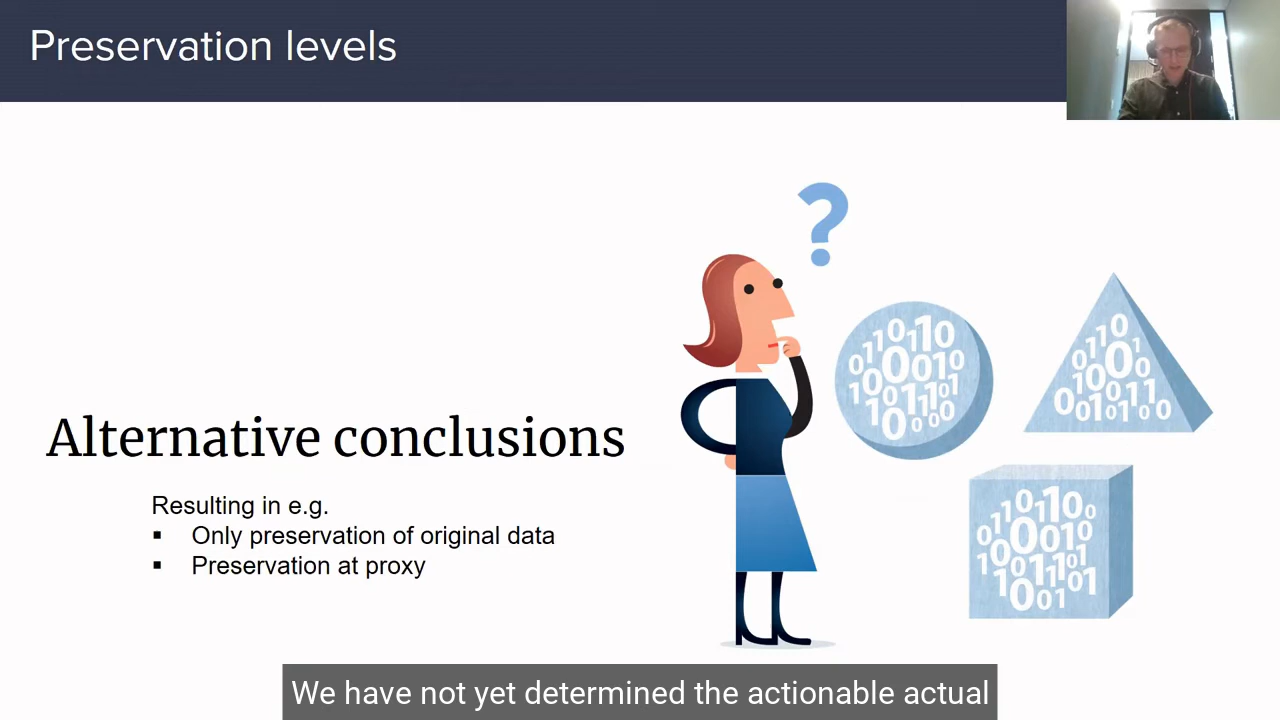 Preservation levels
?
Alternative conclusions
Resulting in e.g.
▪ Only preservation of original data
▪ Preservation at proxy
We have not yet determined the actionable actual